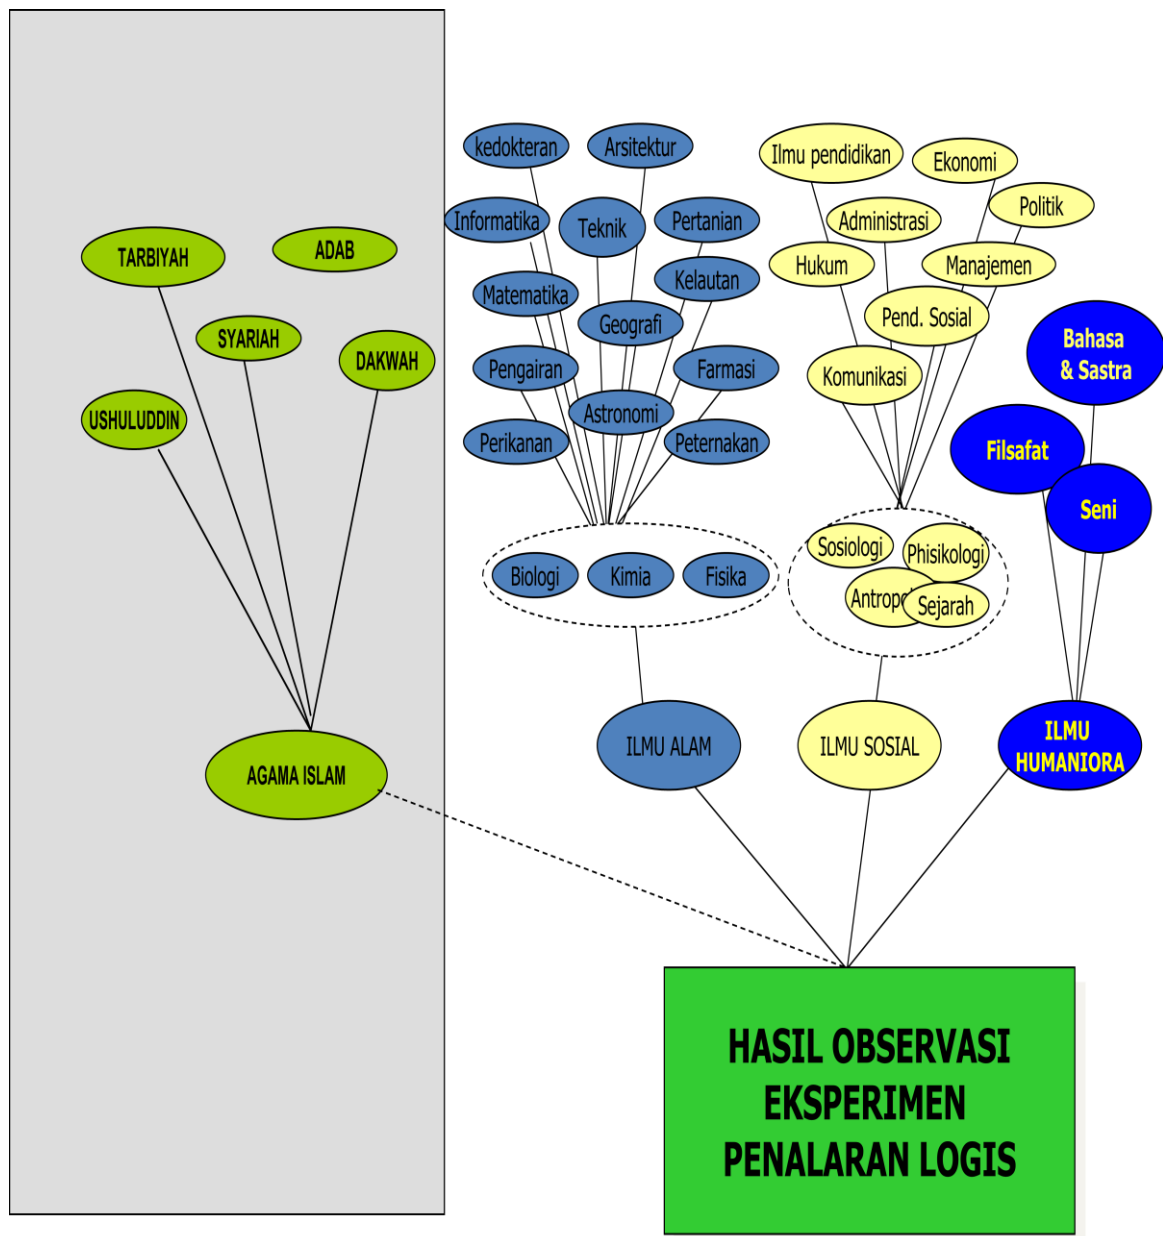 kedokteran
Arsitektur
Ilmu pendidikan
Ekonomi
Informatika
Teknik
Pertanian
Administrasi
Politik
TARBIYAH
ADAB
Matematika
Kelautan
Hukum
Manajemen
SYARIAH
Geografi
Pend. Sosial
DAKWAH
Pengairan
Farmasi
Komunikasi
Bahasa
& Sastra
USHULUDDIN
Perikanan
Astronomi
Peternakan
Filsafat
Seni
Biologi
Kimia
Fisika
Sosiologi
Phisikologi
Sejarah
AGAMA ISLAM
ILMU ALAM
ILMU SOSIAL
ILMU
HUMANIORA
HASIL OBSERVASI
EKSPERIMEN
PENALARAN LOGIS